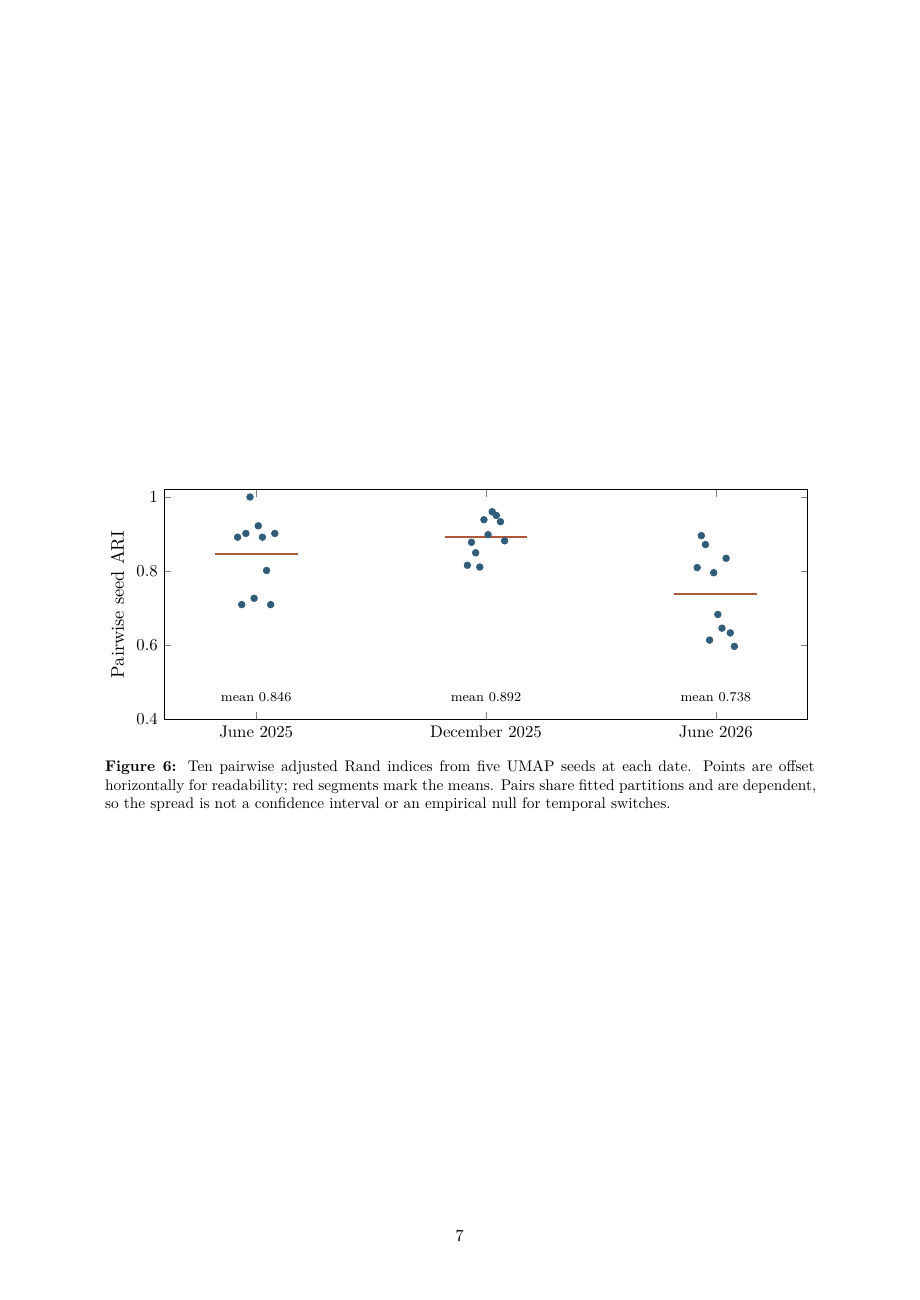 1
0.8
0.6
0.4
Pairwise seed ARI
mean 0.846
mean 0.892
mean 0.738
June 2025
December 2025
June 2026
Figure 6: Ten pairwise adjusted Rand indices from five UMAP seeds at each date. Points are offset
horizontally for readability; red segments mark the means. Pairs share fitted partitions and are dependent,
so the spread is not a confidence interval or an empirical null for temporal switches.
7